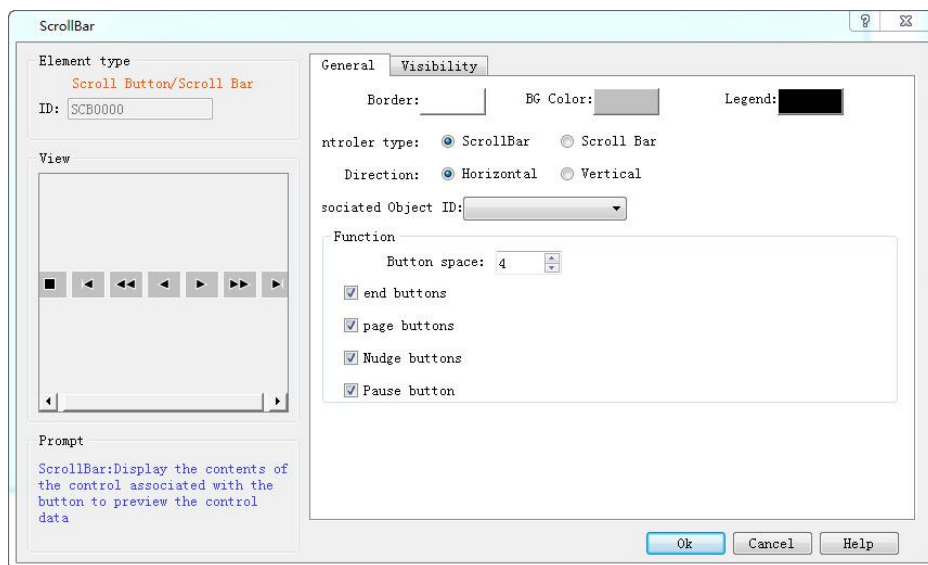 ScrollBar
Element type
Scroll Button/Scroll Bar
ID: SCB0000
View
Prompt
ScrollBar:Display the contents of
the control associated with the
button to preview the control
data
General Visibility
Border: BG Color: Legend:
ntroler type: ScrollBar Scroll Bar
Direction: Horizontal Vertical
sociated Object ID:
Function
Button space: 4
end buttons
page buttons
Nudge buttons
Pause button
Ok Cancel Help